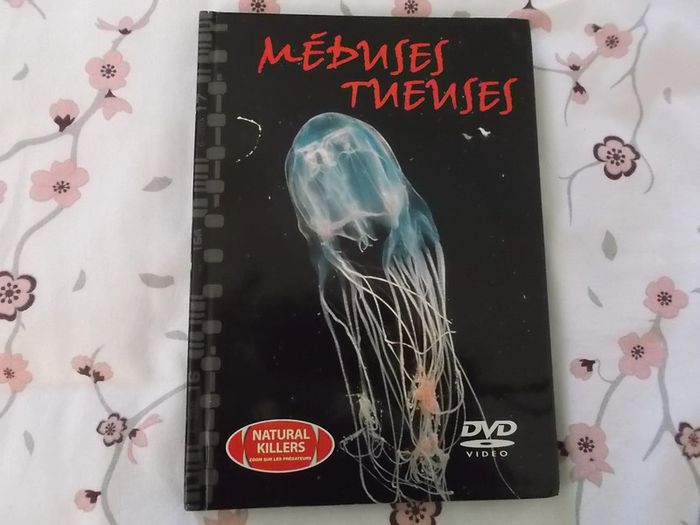 MÉDUSES
TUEUSES
NATURAL
KILLERS
ZOOM SUR LES PRÉDATEURS
DVD
VIDEO